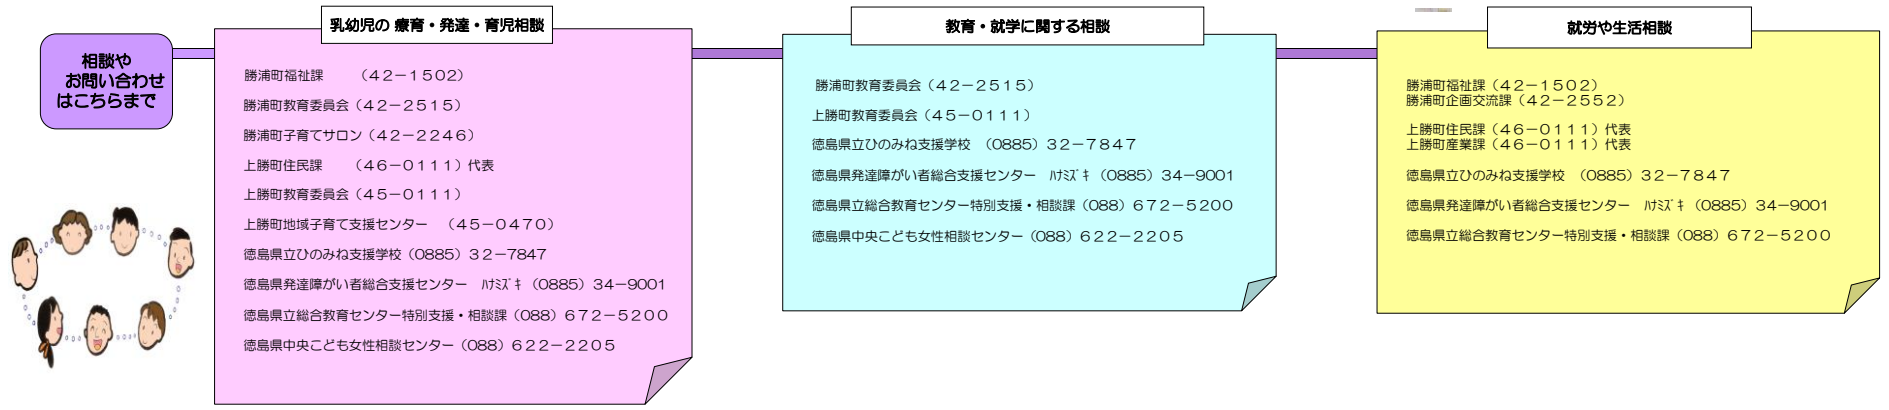 相談や
お問い合わせ
はこちらまで
乳幼児の 療育・発達・育児相談
勝浦町福祉課　　（４２－１５０２）
勝浦町教育委員会（４２－２５１５）
勝浦町子育てサロン（４２－２２４６）
上勝町住民課　　（４６－０１１１）代表
上勝町教育委員会（４５－０１１１）
上勝町地域子育て支援センター　（４５－０４７０）
徳島県立ひのみね支援学校（0885）３２－7847
徳島県発達障がい者総合支援センター　ﾊﾅﾐｽﾞｷ（0885）３４－9001
徳島県立総合教育センター特別支援・相談課（088）６７２－５２００
徳島県中央こども女性相談センター（088）６２２－２２０５
教育・就学に関する相談
勝浦町教育委員会（４２－２５１５）
上勝町教育委員会（４５－０１１１）
徳島県立ひのみね支援学校　（0885）３２－７８４７
徳島県発達障がい者総合支援センター　ﾊﾅﾐｽﾞｷ（0885）３４－9001
徳島県立総合教育センター特別支援・相談課（088）６７２－５２００
徳島県中央こども女性相談センター（088）６２２－２２０５
就労や生活相談
勝浦町福祉課（４２－１５０２）
勝浦町企画交流課（４２－２５５２）
上勝町住民課（４６－０１１１）代表
上勝町産業課（４６－０１１１）代表
徳島県立ひのみね支援学校　（0885）３２－７８４７
徳島県発達障がい者総合支援センター　ﾊﾅﾐｽﾞｷ（0885）３４－9001
徳島県立総合教育センター特別支援・相談課（088）６７２－５２００